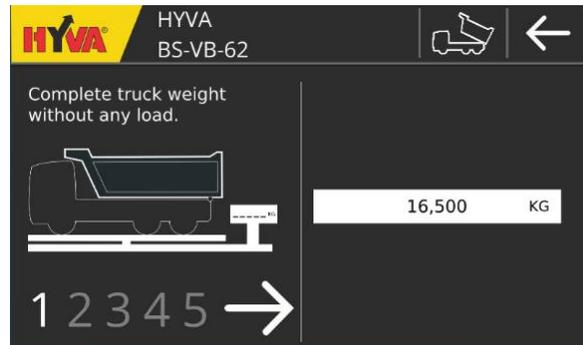 HYVA
HYVA
BS-VB-62
Complete truck weight
without any load.
KG
16,500 KG
1 2 3 4 5